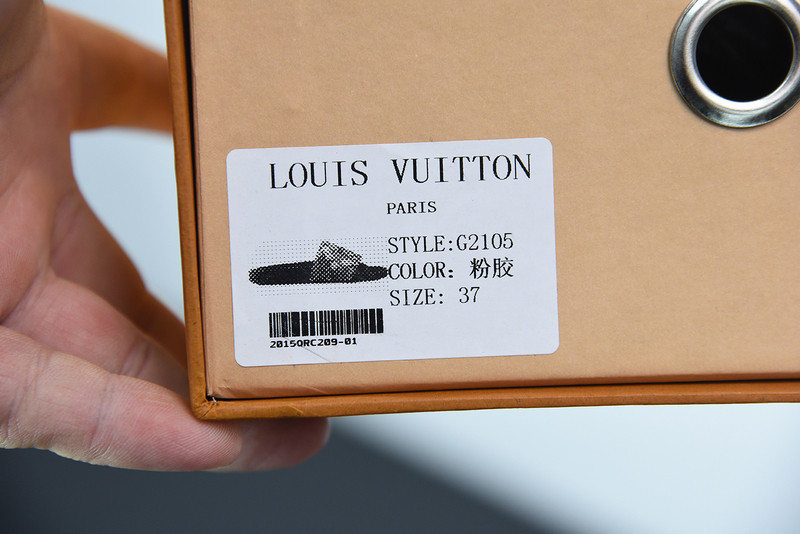 LOUIS VUITTON
PARIS
STYLE:G2105
COLOR: 粉胶
SIZE: 37
2015ORC209-01